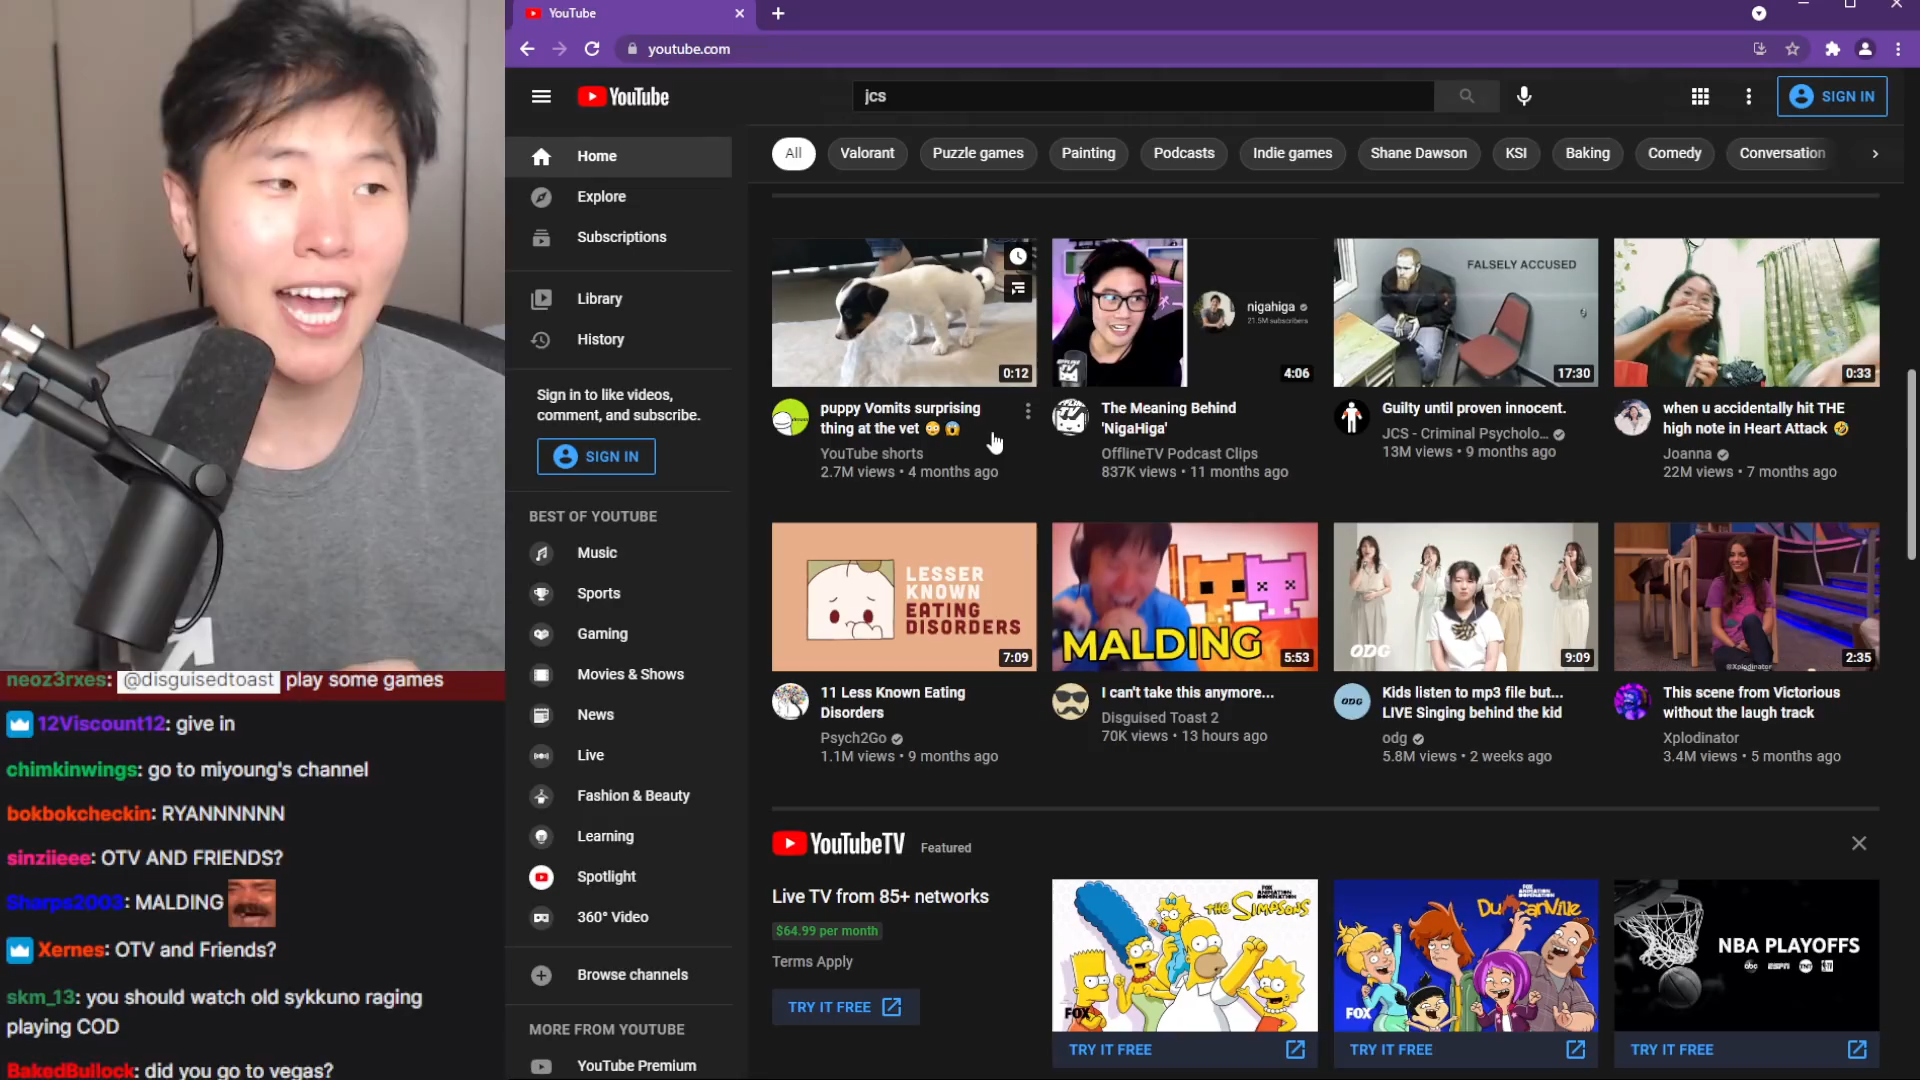 YouTube
youtube.com
YouTube
jcs
SIGN IN
All
Valorant
Puzzle games
Painting
Podcasts
Indie games
Shane Dawson
KSI
Baking
Comedy
Conversation
Home
Explore
Subscriptions
Library
History
Sign in to like videos,
comment, and subscribe.
SIGN IN
BEST OF YOUTUBE
Music
Sports
Gaming
Movies & Shows
News
Live
Fashion & Beauty
Learning
Spotlight
360° Video
Browse channels
MORE FROM YOUTUBE
YouTube Premium
0:12
puppy Vomits surprising
thing at the vet 😳 😱
YouTube shorts
2.7M views • 4 months ago
nigahiga
21.5M subscribers
4:06
The Meaning Behind
'NigaHiga'
OfflineTV Podcast Clips
837K views • 11 months ago
FALSELY ACCUSED
17:30
Guilty until proven innocent.
JCS - Criminal Psycholo...
13M views • 9 months ago
0:33
when u accidentally hit THE
high note in Heart Attack 🤣
Joanna
22M views • 7 months ago
LESSER
KNOWN
EATING
DISORDERS
7:09
11 Less Known Eating
Disorders
Psych2Go
1.1M views • 9 months ago
MALDING
5:53
I can't take this anymore...
Disguised Toast 2
70K views • 13 hours ago
ODG
9:09
ODG
Kids listen to mp3 file but...
LIVE Singing behind the kid
odg
5.8M views • 2 weeks ago
@Xplodinator
2:35
This scene from Victorious
without the laugh track
Xplodinator
3.4M views • 5 months ago
YouTubeTV Featured
Live TV from 85+ networks
$64.99 per month
Terms Apply
TRY IT FREE
THE SIMPSONS
FOX
TRY IT FREE
DUNCANVILLE
FOX
TRY IT FREE
NBA PLAYOFFS
abc ESPN TNT
TRY IT FREE
neoz3rxes: @disguisedtoast play some games
12Viscount12: give in
chimkinwings: go to miyoung's channel
bokbokcheckin: RYANNNNNN
sinziieee: OTV AND FRIENDS?
Sharps2003: MALDING
Xernes: OTV and Friends?
skm_13: you should watch old sykkuno raging
playing COD
BakedBullock: did you go to vegas?